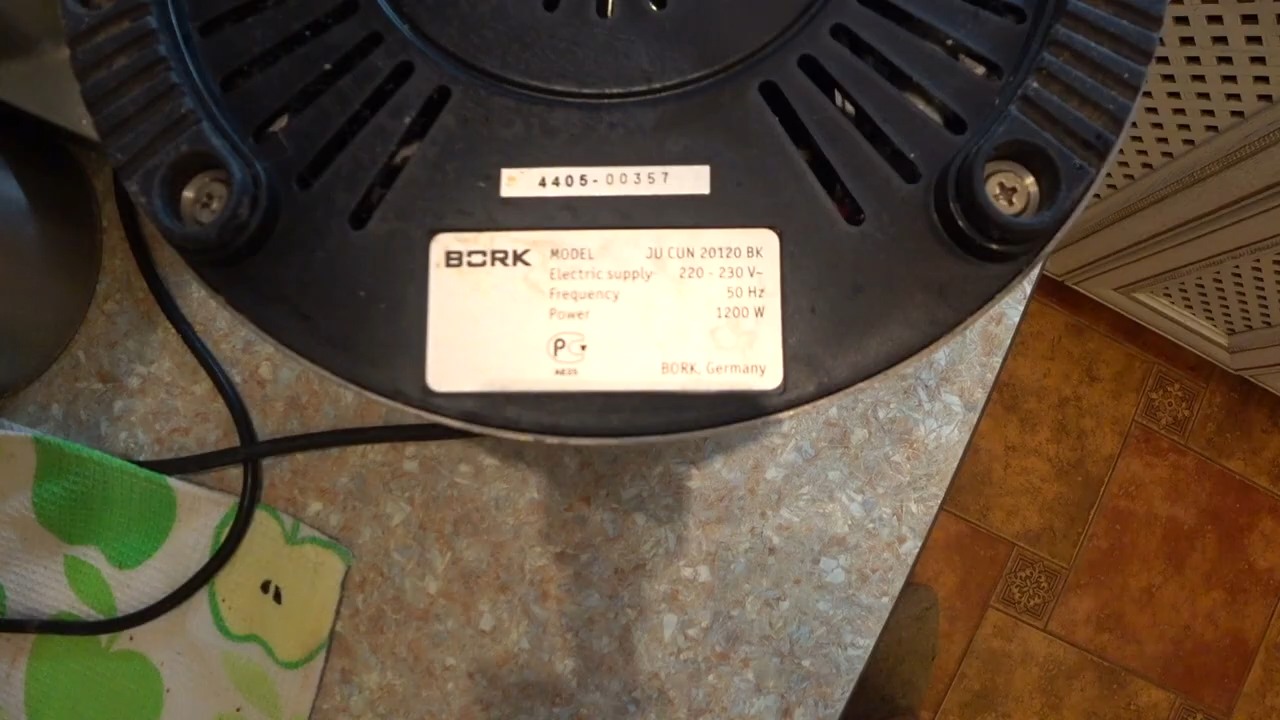 4405-00357
BORK
MODEL JU CUN 20120 BK
Electric supply 220 - 230 V~
Frequency 50 Hz
Power 1200 W
BORK, Germany